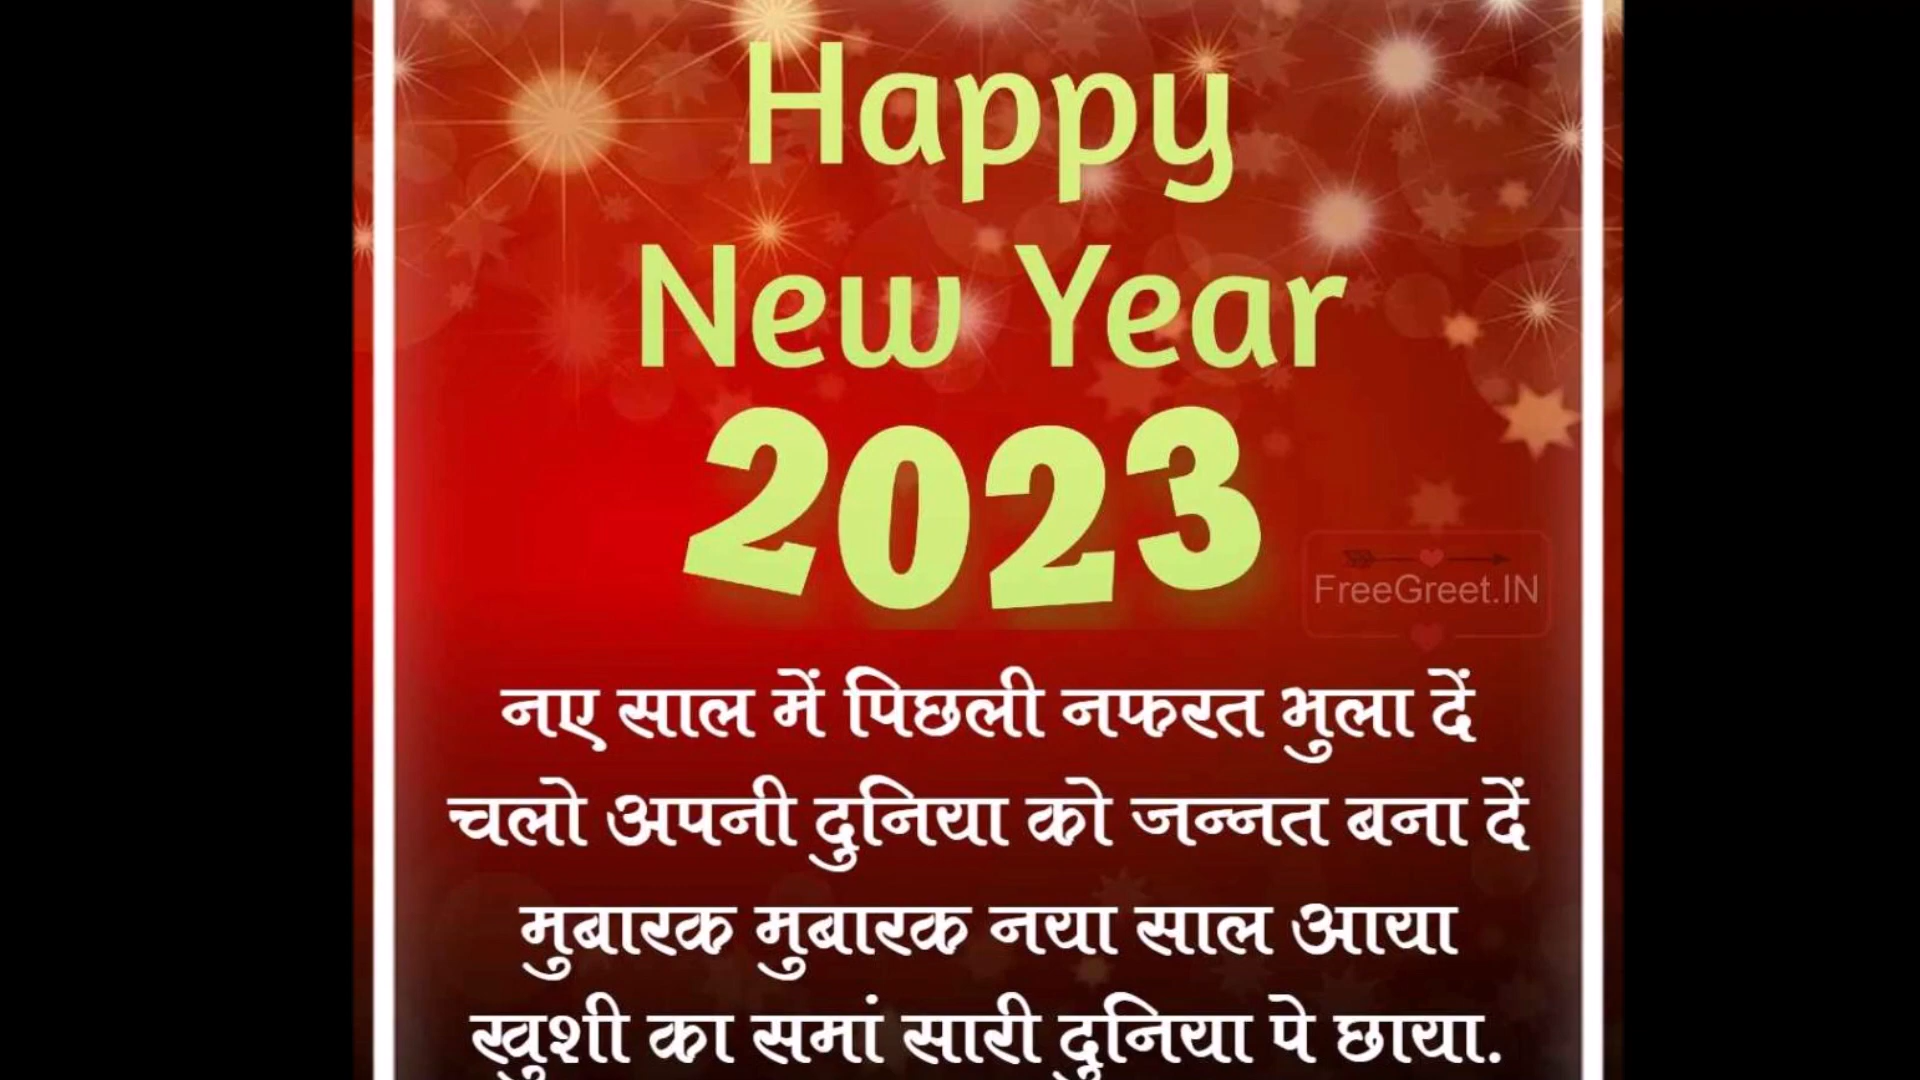 Happy
New Year
2023
FreeGreet.IN
नए साल में पिछली नफरत भुला दें
चलो अपनी दुनिया को जन्नत बना दें
मुबारक मुबारक नया साल आया
खुशी का समां सारी दुनिया पे छाया.